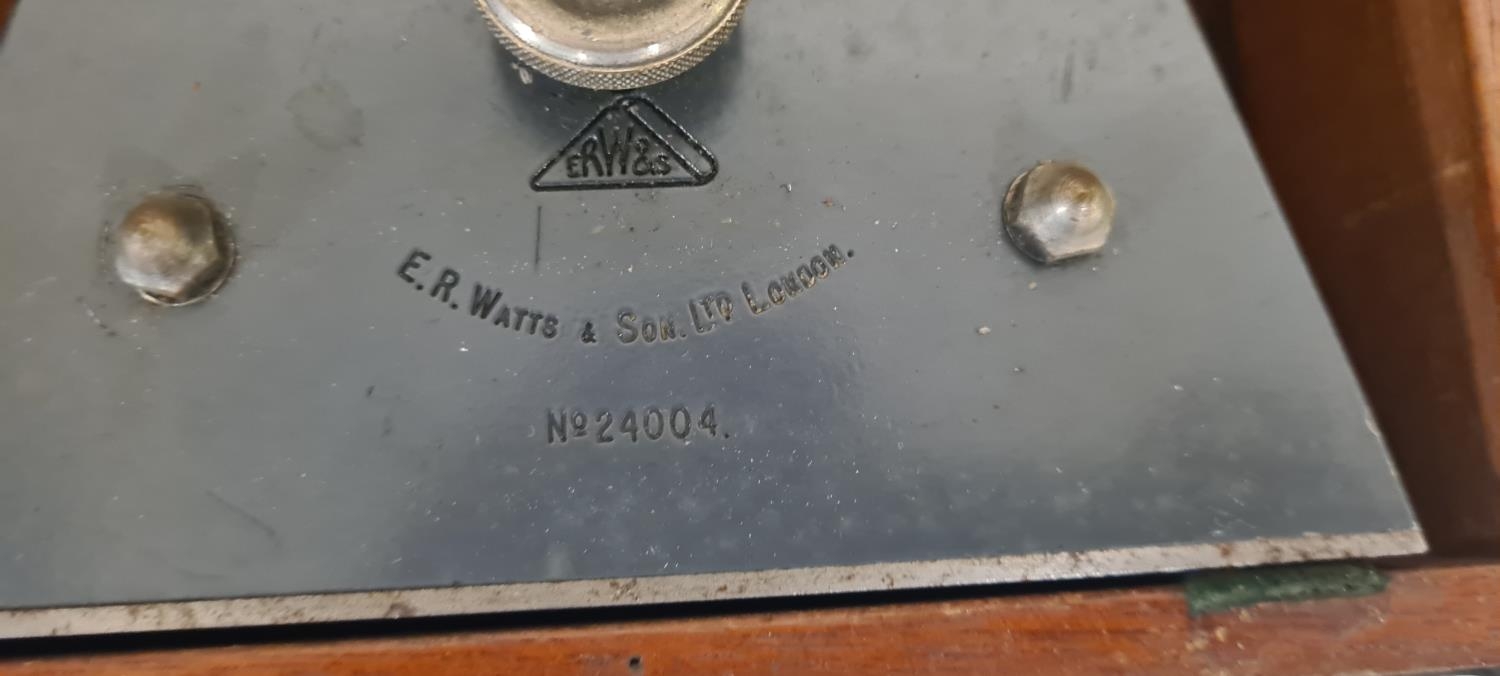 ERW&S
E.R. WATTS & SON. LTD LONDON.
Nº 24004.